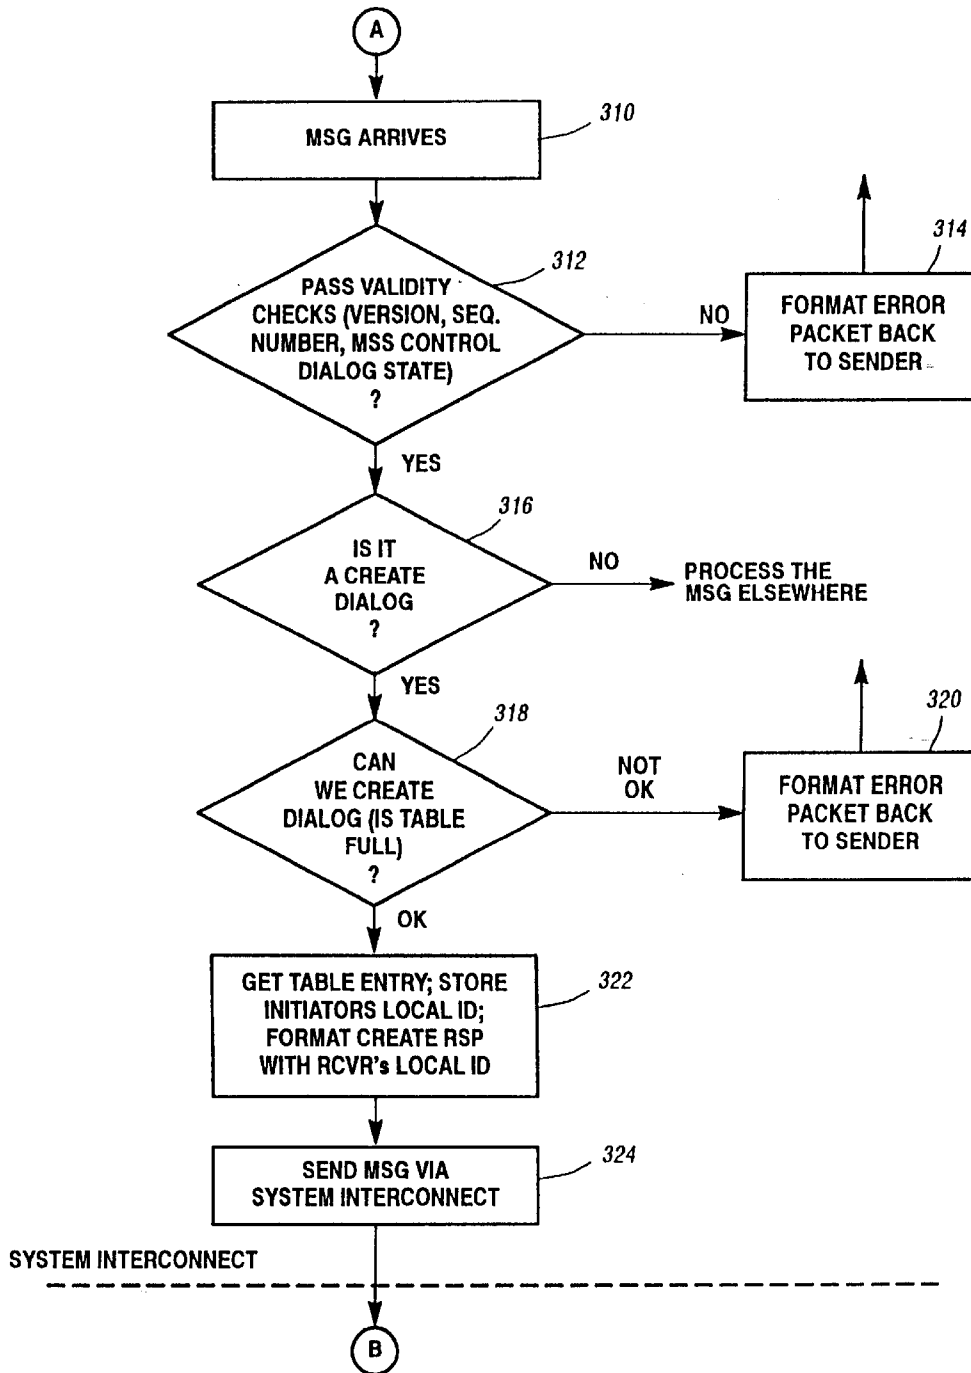 A
MSG ARRIVES
310
PASS VALIDITY
CHECKS (VERSION, SEQ.
NUMBER, MSS CONTROL
DIALOG STATE)
?
312
NO
FORMAT ERROR
PACKET BACK
TO SENDER
314
YES
IS IT
A CREATE
DIALOG
?
316
NO
PROCESS THE
MSG ELSEWHERE
YES
CAN
WE CREATE
DIALOG (IS TABLE
FULL)
?
318
NOT
OK
FORMAT ERROR
PACKET BACK
TO SENDER
320
OK
GET TABLE ENTRY; STORE
INITIATORS LOCAL ID;
FORMAT CREATE RSP
WITH RCVR's LOCAL ID
322
SEND MSG VIA
SYSTEM INTERCONNECT
324
SYSTEM INTERCONNECT
B